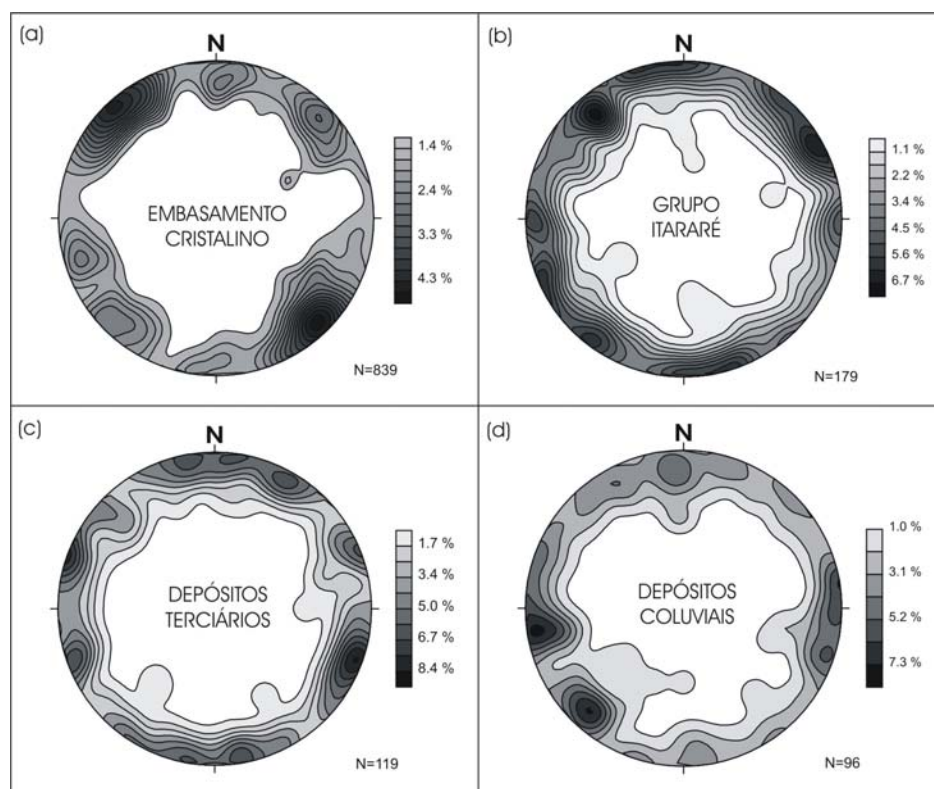 (a)
N
EMBASAMENTO
CRISTALINO
1.4 %
2.4 %
3.3 %
4.3 %
N=839
(b)
N
GRUPO
ITARARÉ
1.1 %
2.2 %
3.4 %
4.5 %
5.6 %
6.7 %
N=179
(c)
N
DEPÓSITOS
TERCIÁRIOS
1.7 %
3.4 %
5.0 %
6.7 %
8.4 %
N=119
(d)
N
DEPÓSITOS
COLUVIAIS
1.0 %
3.1 %
5.2 %
7.3 %
N=96